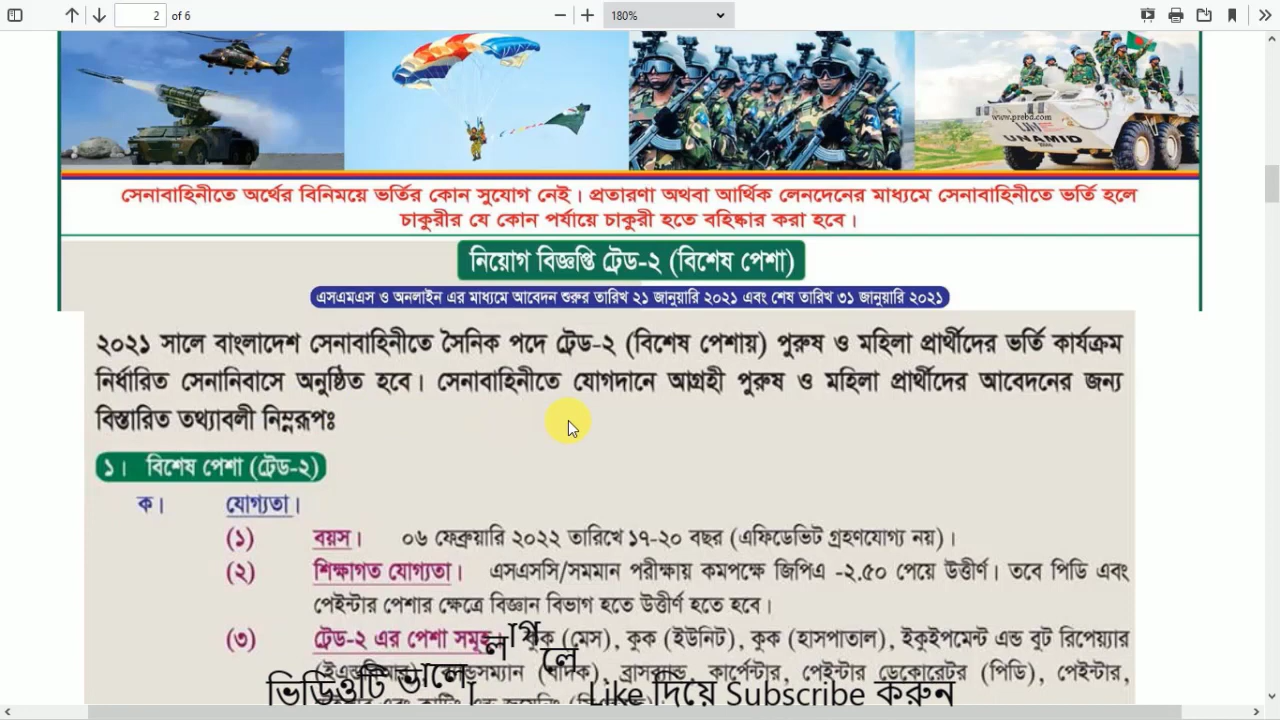 2 of 6 180%
www.prebd.com
UN
UNAMID
সেনাবাহিনীতে অর্থের বিনিময়ে ভর্তির কোন সুযোগ নেই। প্রতারণা অথবা আর্থিক লেনদেনের মাধ্যমে সেনাবাহিনীতে ভর্তি হলে
চাকুরীর যে কোন পর্যায়ে চাকুরী হতে বহিষ্কার করা হবে।
নিয়োগ বিজ্ঞপ্তি ট্রেড-২ (বিশেষ পেশা)
এসএমএস ও অনলাইন এর মাধ্যমে আবেদন শুরুর তারিখ ২১ জানুয়ারি ২০২১ এবং শেষ তারিখ ৩১ জানুয়ারি ২০২১
২০২১ সালে বাংলাদেশ সেনাবাহিনীতে সৈনিক পদে ট্রেড-২ (বিশেষ পেশায়) পুরুষ ও মহিলা প্রার্থীদের ভর্তি কার্যক্রম
নির্ধারিত সেনানিবাসে অনুষ্ঠিত হবে। সেনাবাহিনীতে যোগদানে আগ্রহী পুরুষ ও মহিলা প্রার্থীদের আবেদনের জন্য
বিস্তারিত তথ্যাবলী নিম্নরূপঃ
১। বিশেষ পেশা (ট্রেড-২)
ক। যোগ্যতা।
(১) বয়স। ০৬ ফেব্রুয়ারি ২০২২ তারিখে ১৭-২০ বছর (এফিডেভিট গ্রহণযোগ্য নয়)।
(২) শিক্ষাগত যোগ্যতা। এসএসসি/সমমান পরীক্ষায় কমপক্ষে জিপিএ -২.৫০ পেয়ে উত্তীর্ণ। তবে পিডি এবং
পেইন্টার পেশার ক্ষেত্রে বিজ্ঞান বিভাগ হতে উত্তীর্ণ হতে হবে।
(৩) ট্রেড-২ এর পেশা সমূহ কুক (মেস), কুক (ইউনিট), কুক (হাসপাতাল), ইকুইপমেন্ট এন্ড বুট রিপেয়্যার
ব্রাসব্যান্ড, কার্পেন্টার, পেইন্টার ডেকোরেটর (পিডি), পেইন্টার,
ভিডিওটি ভালো লাগলে Like দিয়ে Subscribe করুন